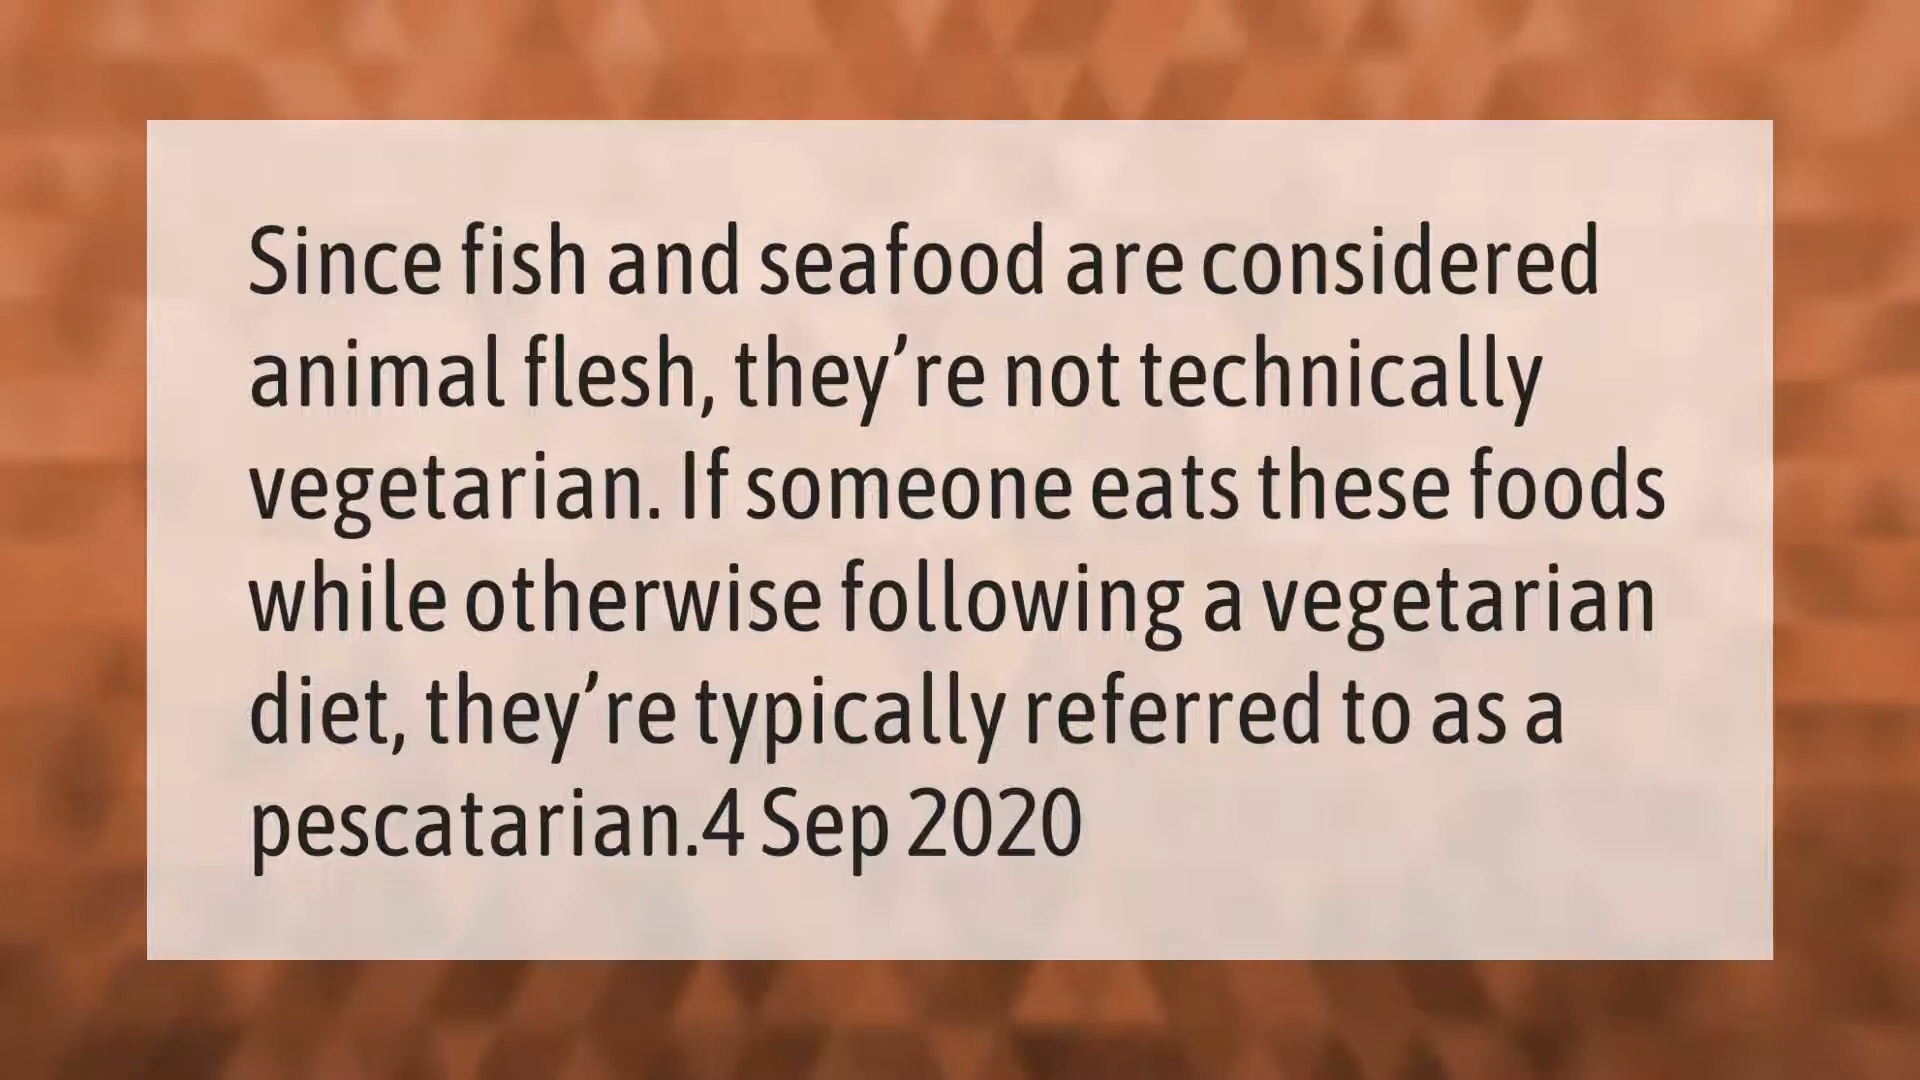 Since fish and seafood are considered
animal flesh, they’re not technically
vegetarian. If someone eats these foods
while otherwise following a vegetarian
diet, they’re typically referred to as a
pescatarian.4 Sep 2020